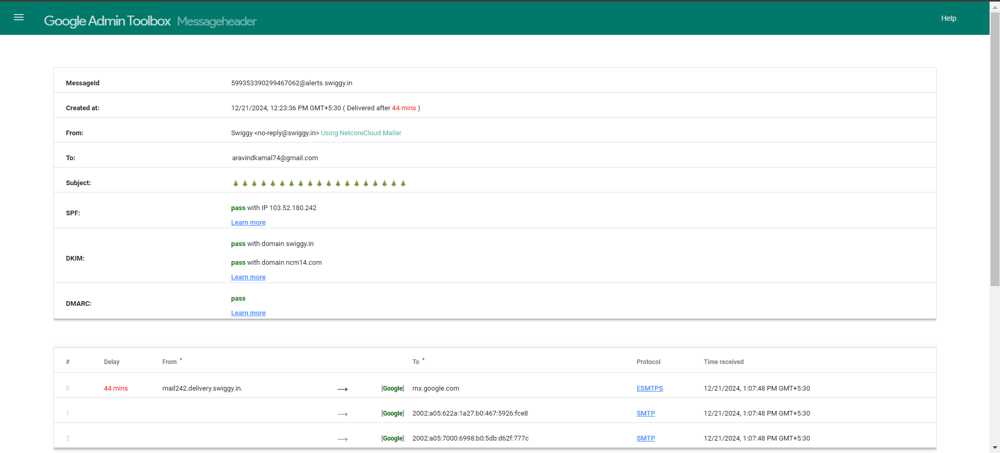 Google Admin Toolbox Messageheader Help
MessageId 599353390299467062@alerts.swiggy.in
Created at: 12/21/2024, 12:23:36 PM GMT+5:30 ( Delivered after 44 mins )
From: Swiggy <no-reply@swiggy.in> Using NetcoreCloud Mailer
To: aravindkamal74@gmail.com
Subject: 🎄🎄🎄🎄🎄🎄🎄🎄🎄🎄🎄🎄🎄🎄🎄🎄🎄🎄🎄
SPF: pass with IP 103.52.180.242
Learn more
DKIM: pass with domain swiggy.in
pass with domain ncm14.com
Learn more
DMARC: pass
Learn more
# Delay From * To * Protocol Time received
0 44 mins mail242.delivery.swiggy.in. → [Google] mx.google.com ESMTPS 12/21/2024, 1:07:48 PM GMT+5:30
1 → [Google] 2002:a05:622a:1a27:b0:467:5926:fce8 SMTP 12/21/2024, 1:07:48 PM GMT+5:30
2 → [Google] 2002:a05:7000:6998:b0:5db:d62f:777c SMTP 12/21/2024, 1:07:48 PM GMT+5:30